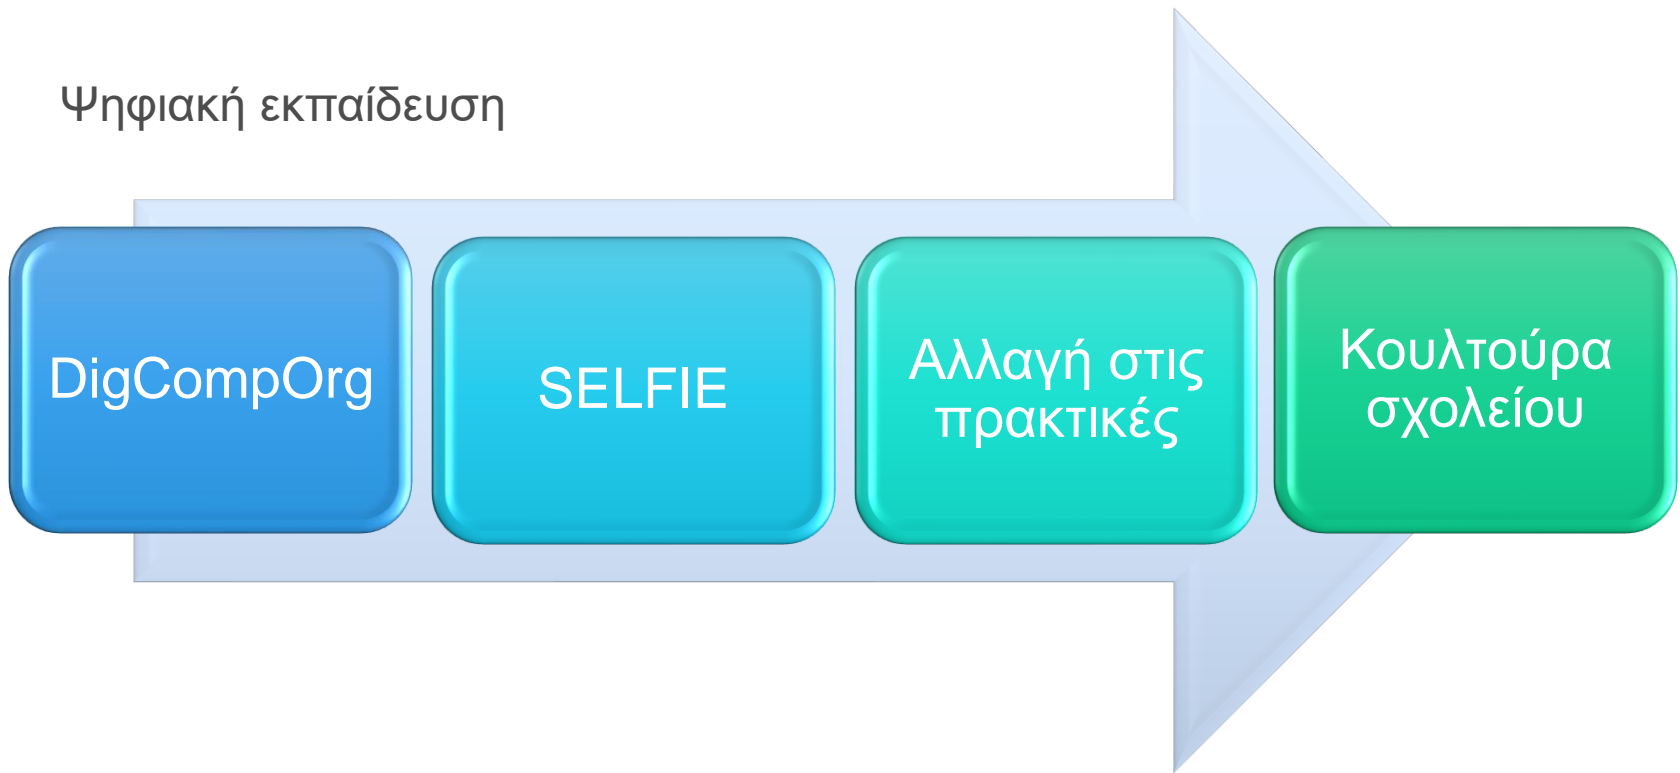 Ψηφιακή εκπαίδευση
DigCompOrg
SELFIE
Αλλαγή στις
πρακτικές
Κουλτούρα
σχολείου